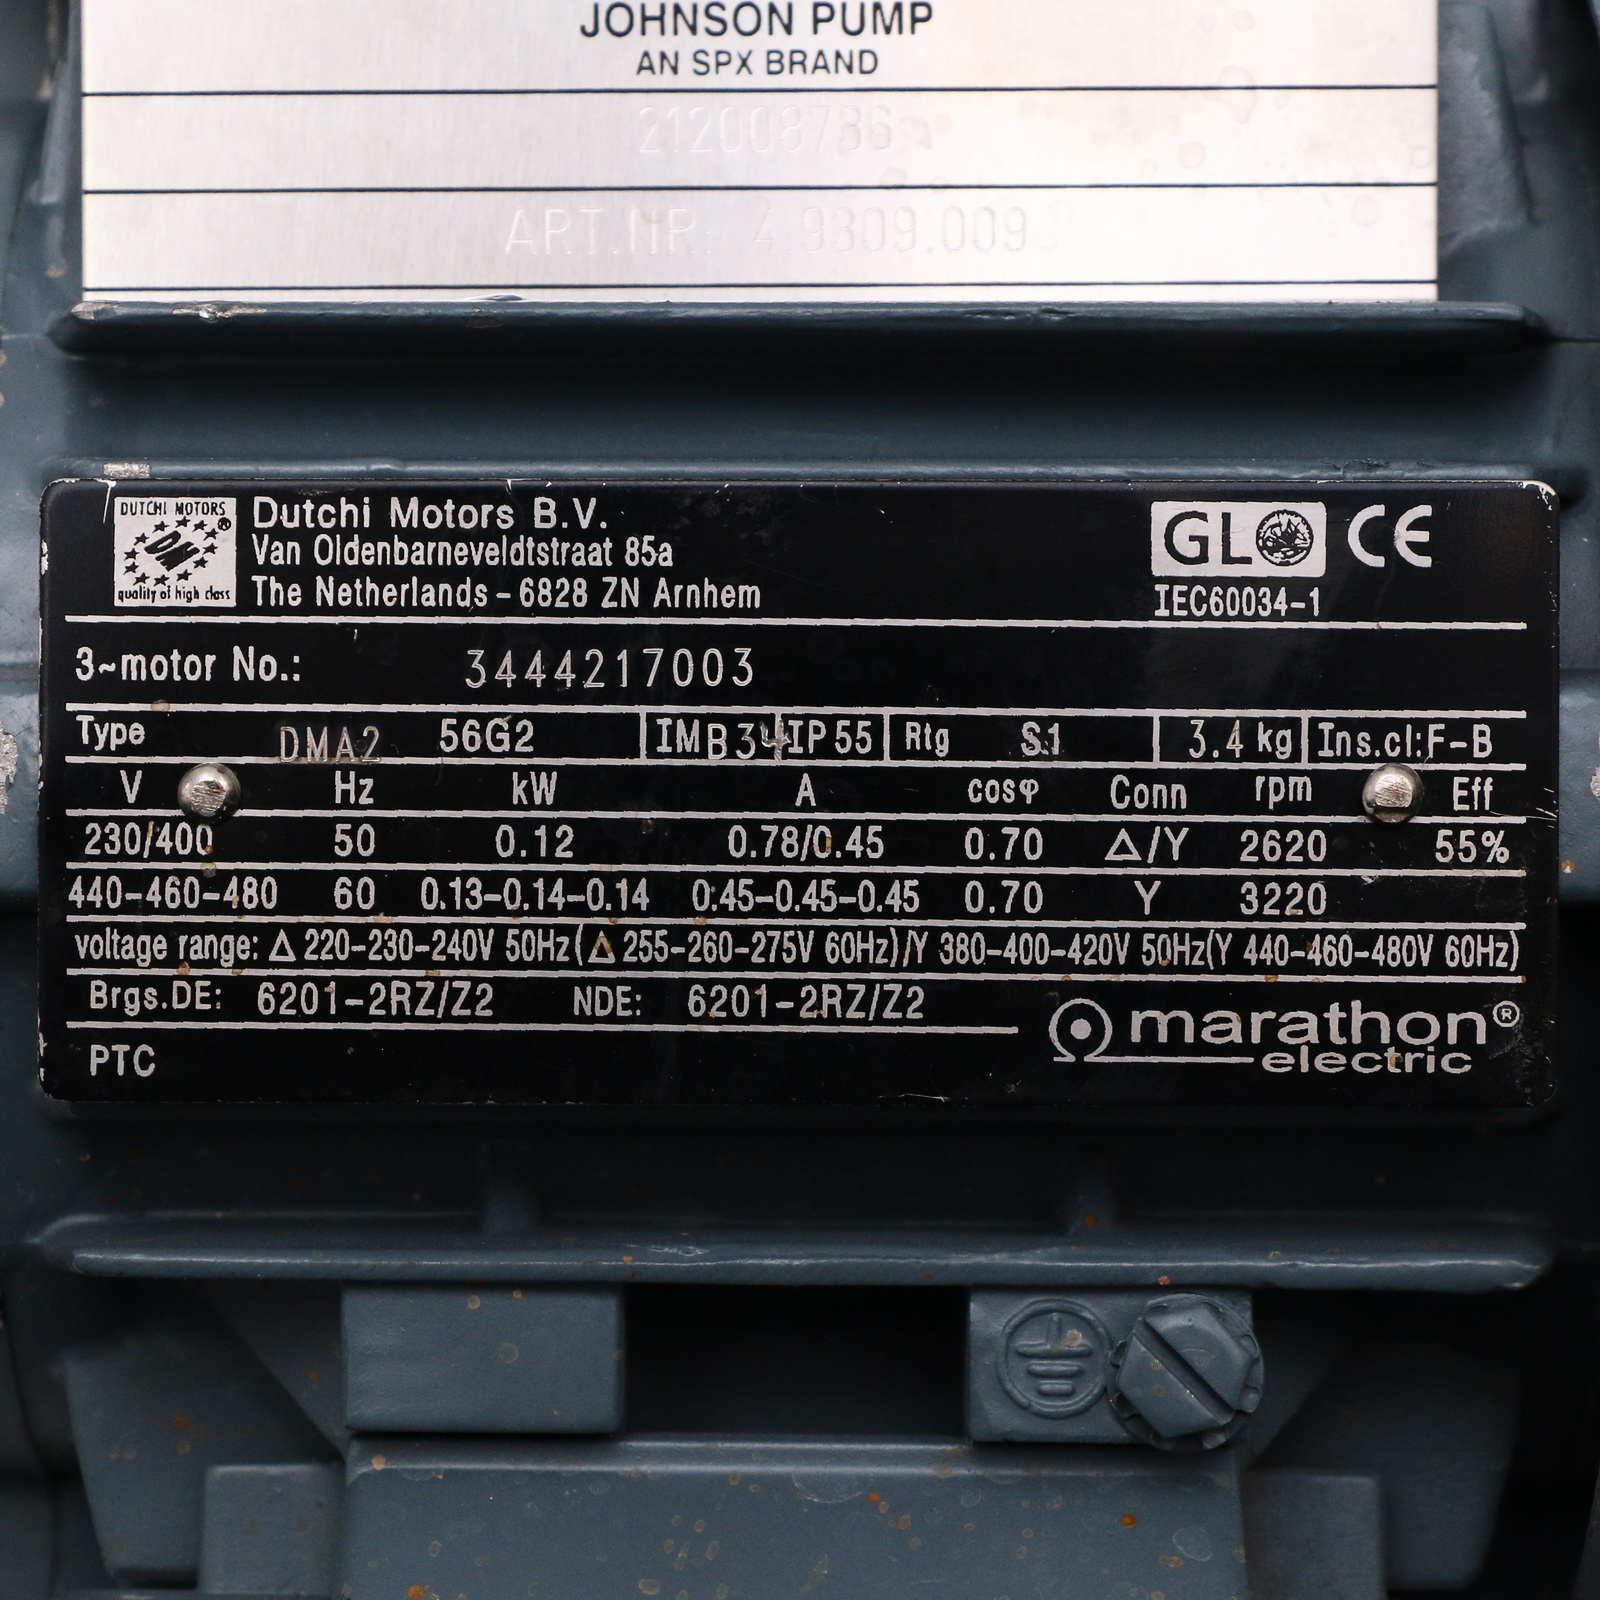 JOHNSON PUMP
AN SPX BRAND
212008786
ART.NR: 4.9309.009
DUTCHI MOTORS ®
DM
quality of high class
Dutchi Motors B.V.
Van Oldenbarneveldtstraat 85a
The Netherlands - 6828 ZN Arnhem
GL CE
IEC60034-1
3~motor No.: 3444217003
Type DMA2 56G2 IM B34 IP 55 Rtg S1 3.4 kg Ins.cl: F-B
V Hz kW A cosφ Conn rpm Eff
230/400 50 0.12 0.78/0.45 0.70 Δ/Y 2620 55%
440-460-480 60 0.13-0.14-0.14 0.45-0.45-0.45 0.70 Y 3220
voltage range: Δ 220-230-240V 50Hz (Δ 255-260-275V 60Hz)/Y 380-400-420V 50Hz(Y 440-460-480V 60Hz)
Brgs.DE: 6201-2RZ/Z2 NDE: 6201-2RZ/Z2
PTC
marathon®
electric